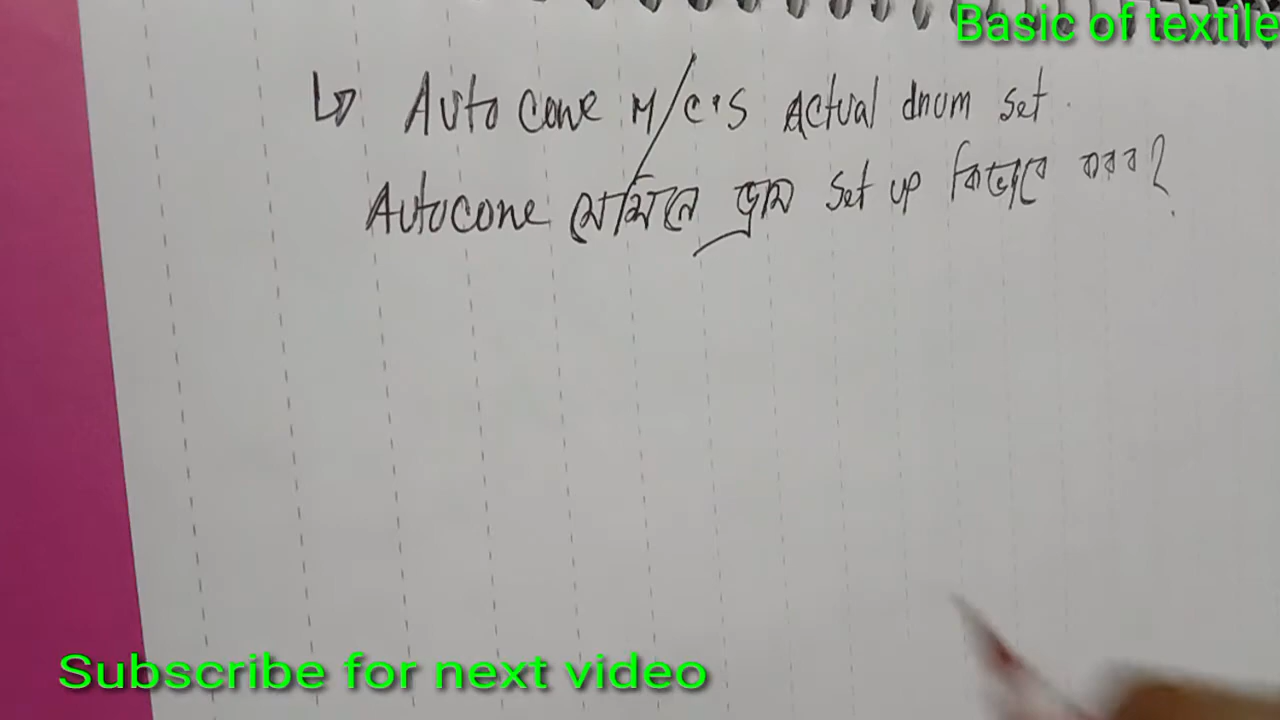 Basic of textile
↳ Auto cone M/C'S Actual drum set.
Autocone মেশিনে ড্রাম set up কিভাবে করব?
Subscribe for next video